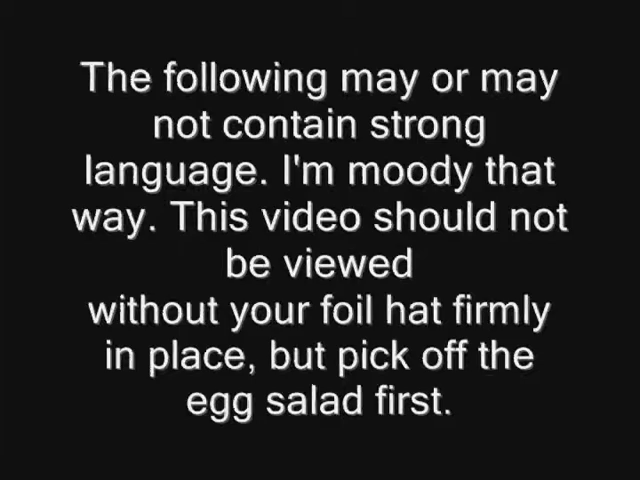 The following may or may
not contain strong
language. I'm moody that
way. This video should not
be viewed
without your foil hat firmly
in place, but pick off the
egg salad first.